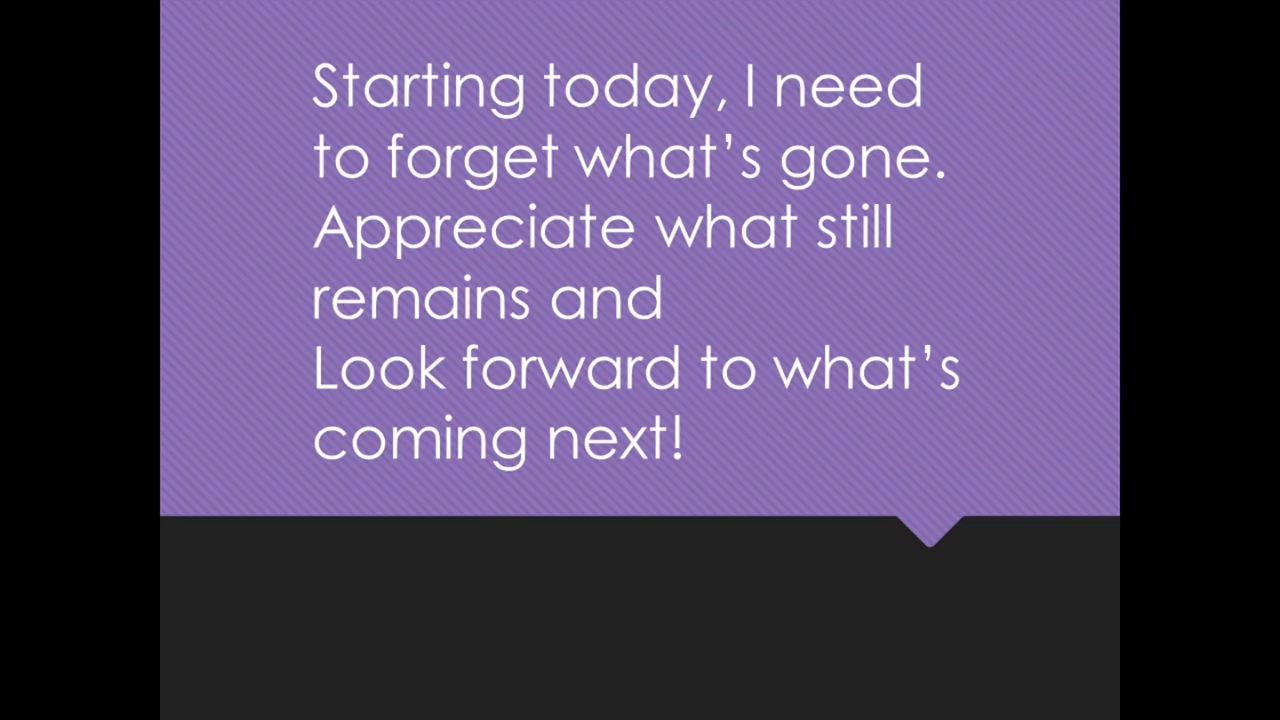 Starting today, I need
to forget what’s gone.
Appreciate what still
remains and
Look forward to what’s
coming next!